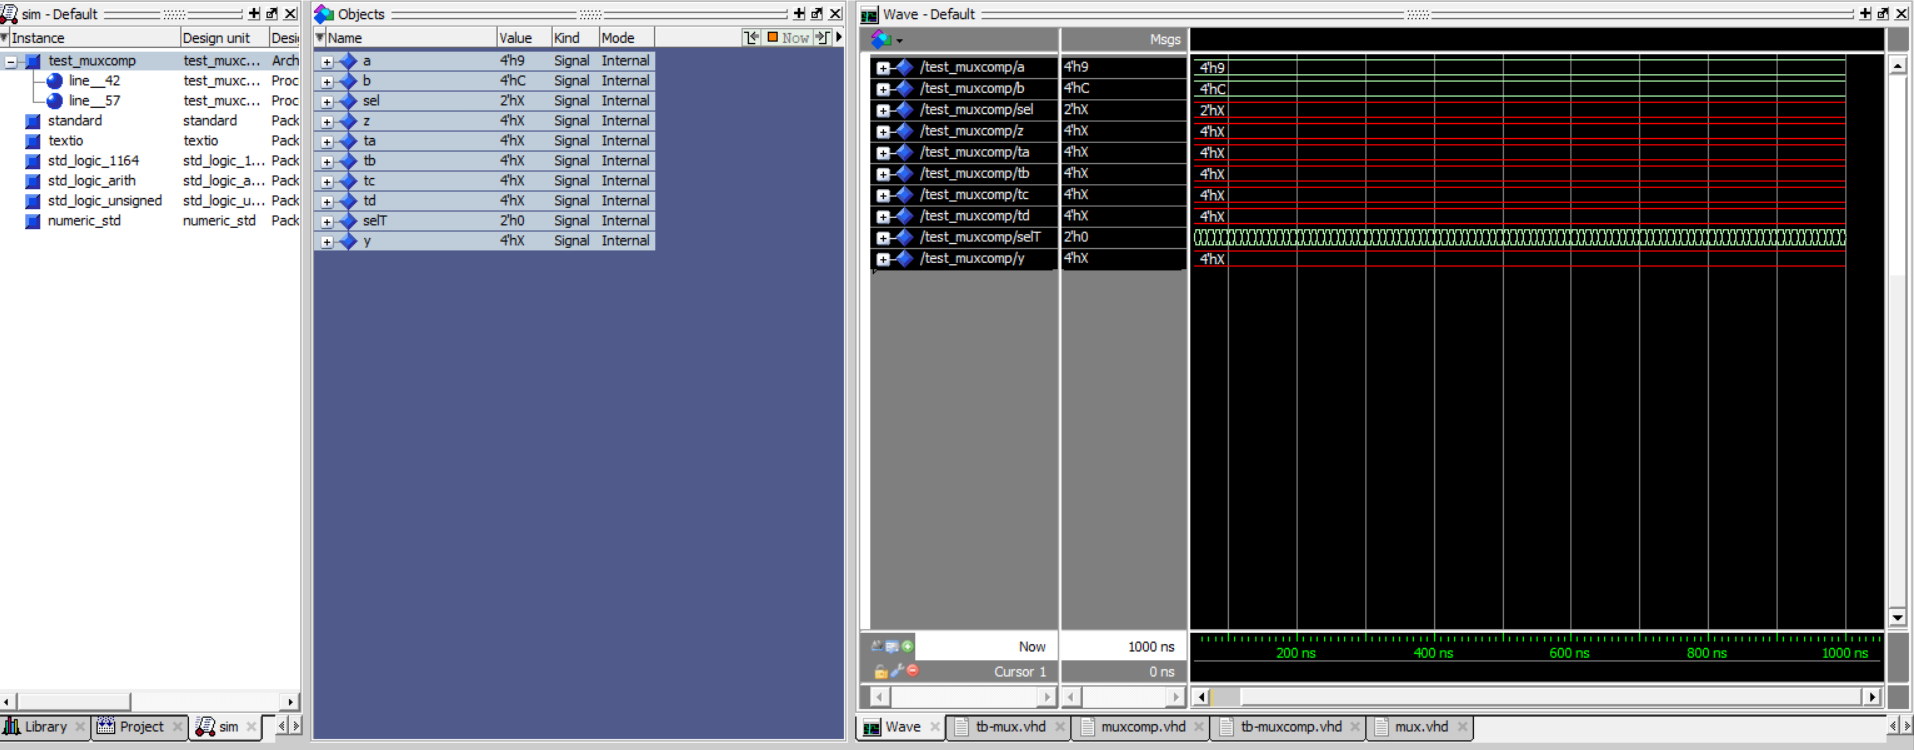 sim - Default
Instance Design unit Desi
test_muxcomp test_muxc... Arch
line__42 test_muxc... Proc
line__57 test_muxc... Proc
standard standard Pack
textio textio Pack
std_logic_1164 std_logic_1... Pack
std_logic_arith std_logic_a... Pack
std_logic_unsigned std_logic_u... Pack
numeric_std numeric_std Pack
Library Project sim
Objects
Name Value Kind Mode Now
a 4'h9 Signal Internal
b 4'hC Signal Internal
sel 2'hX Signal Internal
z 4'hX Signal Internal
ta 4'hX Signal Internal
tb 4'hX Signal Internal
tc 4'hX Signal Internal
td 4'hX Signal Internal
selT 2'h0 Signal Internal
y 4'hX Signal Internal
Wave - Default
Msgs
/test_muxcomp/a 4'h9 4'h9
/test_muxcomp/b 4'hC 4'hC
/test_muxcomp/sel 2'hX 2'hX
/test_muxcomp/z 4'hX 4'hX
/test_muxcomp/ta 4'hX 4'hX
/test_muxcomp/tb 4'hX 4'hX
/test_muxcomp/tc 4'hX 4'hX
/test_muxcomp/td 4'hX 4'hX
/test_muxcomp/selT 2'h0
/test_muxcomp/y 4'hX 4'hX
Now 1000 ns 200 ns 400 ns 600 ns 800 ns 1000 ns
Cursor 1 0 ns
Wave tb-mux.vhd muxcomp.vhd tb-muxcomp.vhd mux.vhd